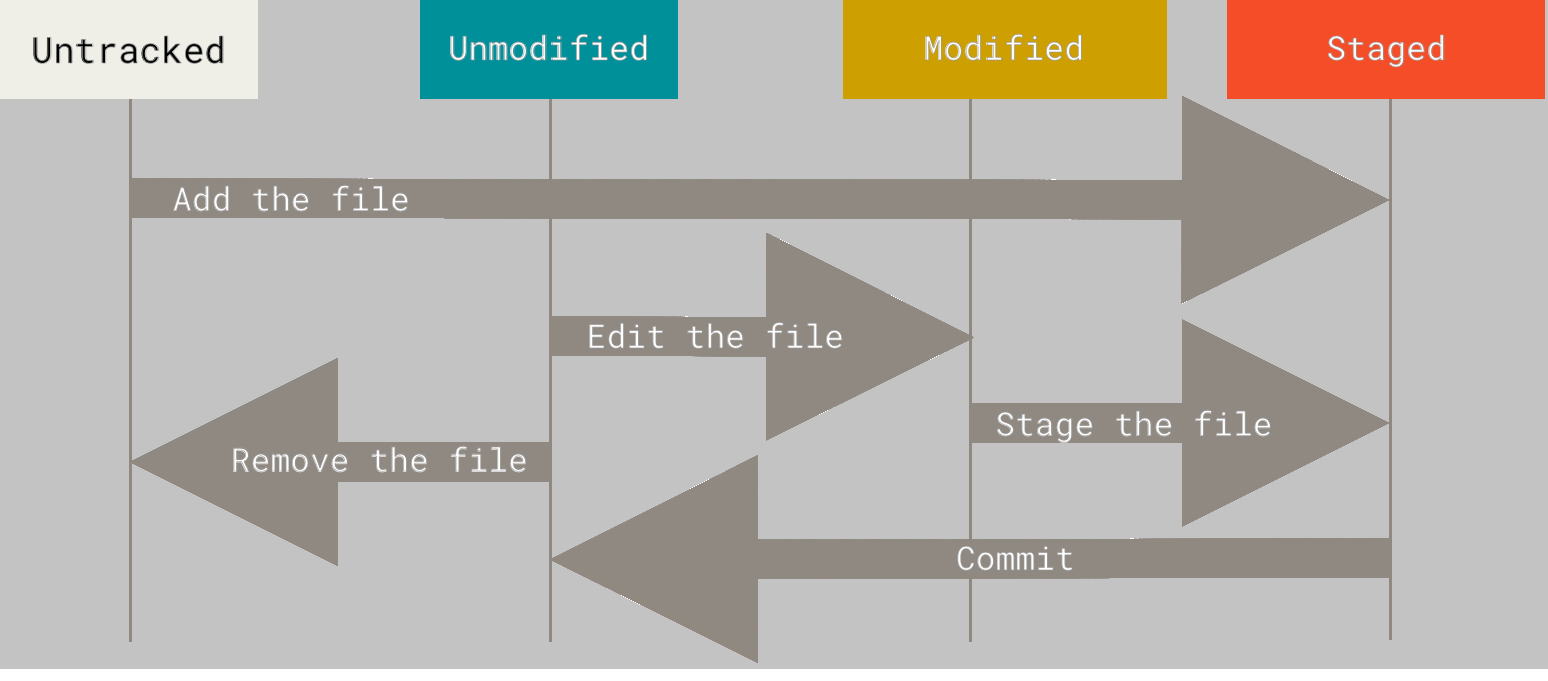 Untracked
Unmodified
Modified
Staged
Add the file
Edit the file
Stage the file
Remove the file
Commit